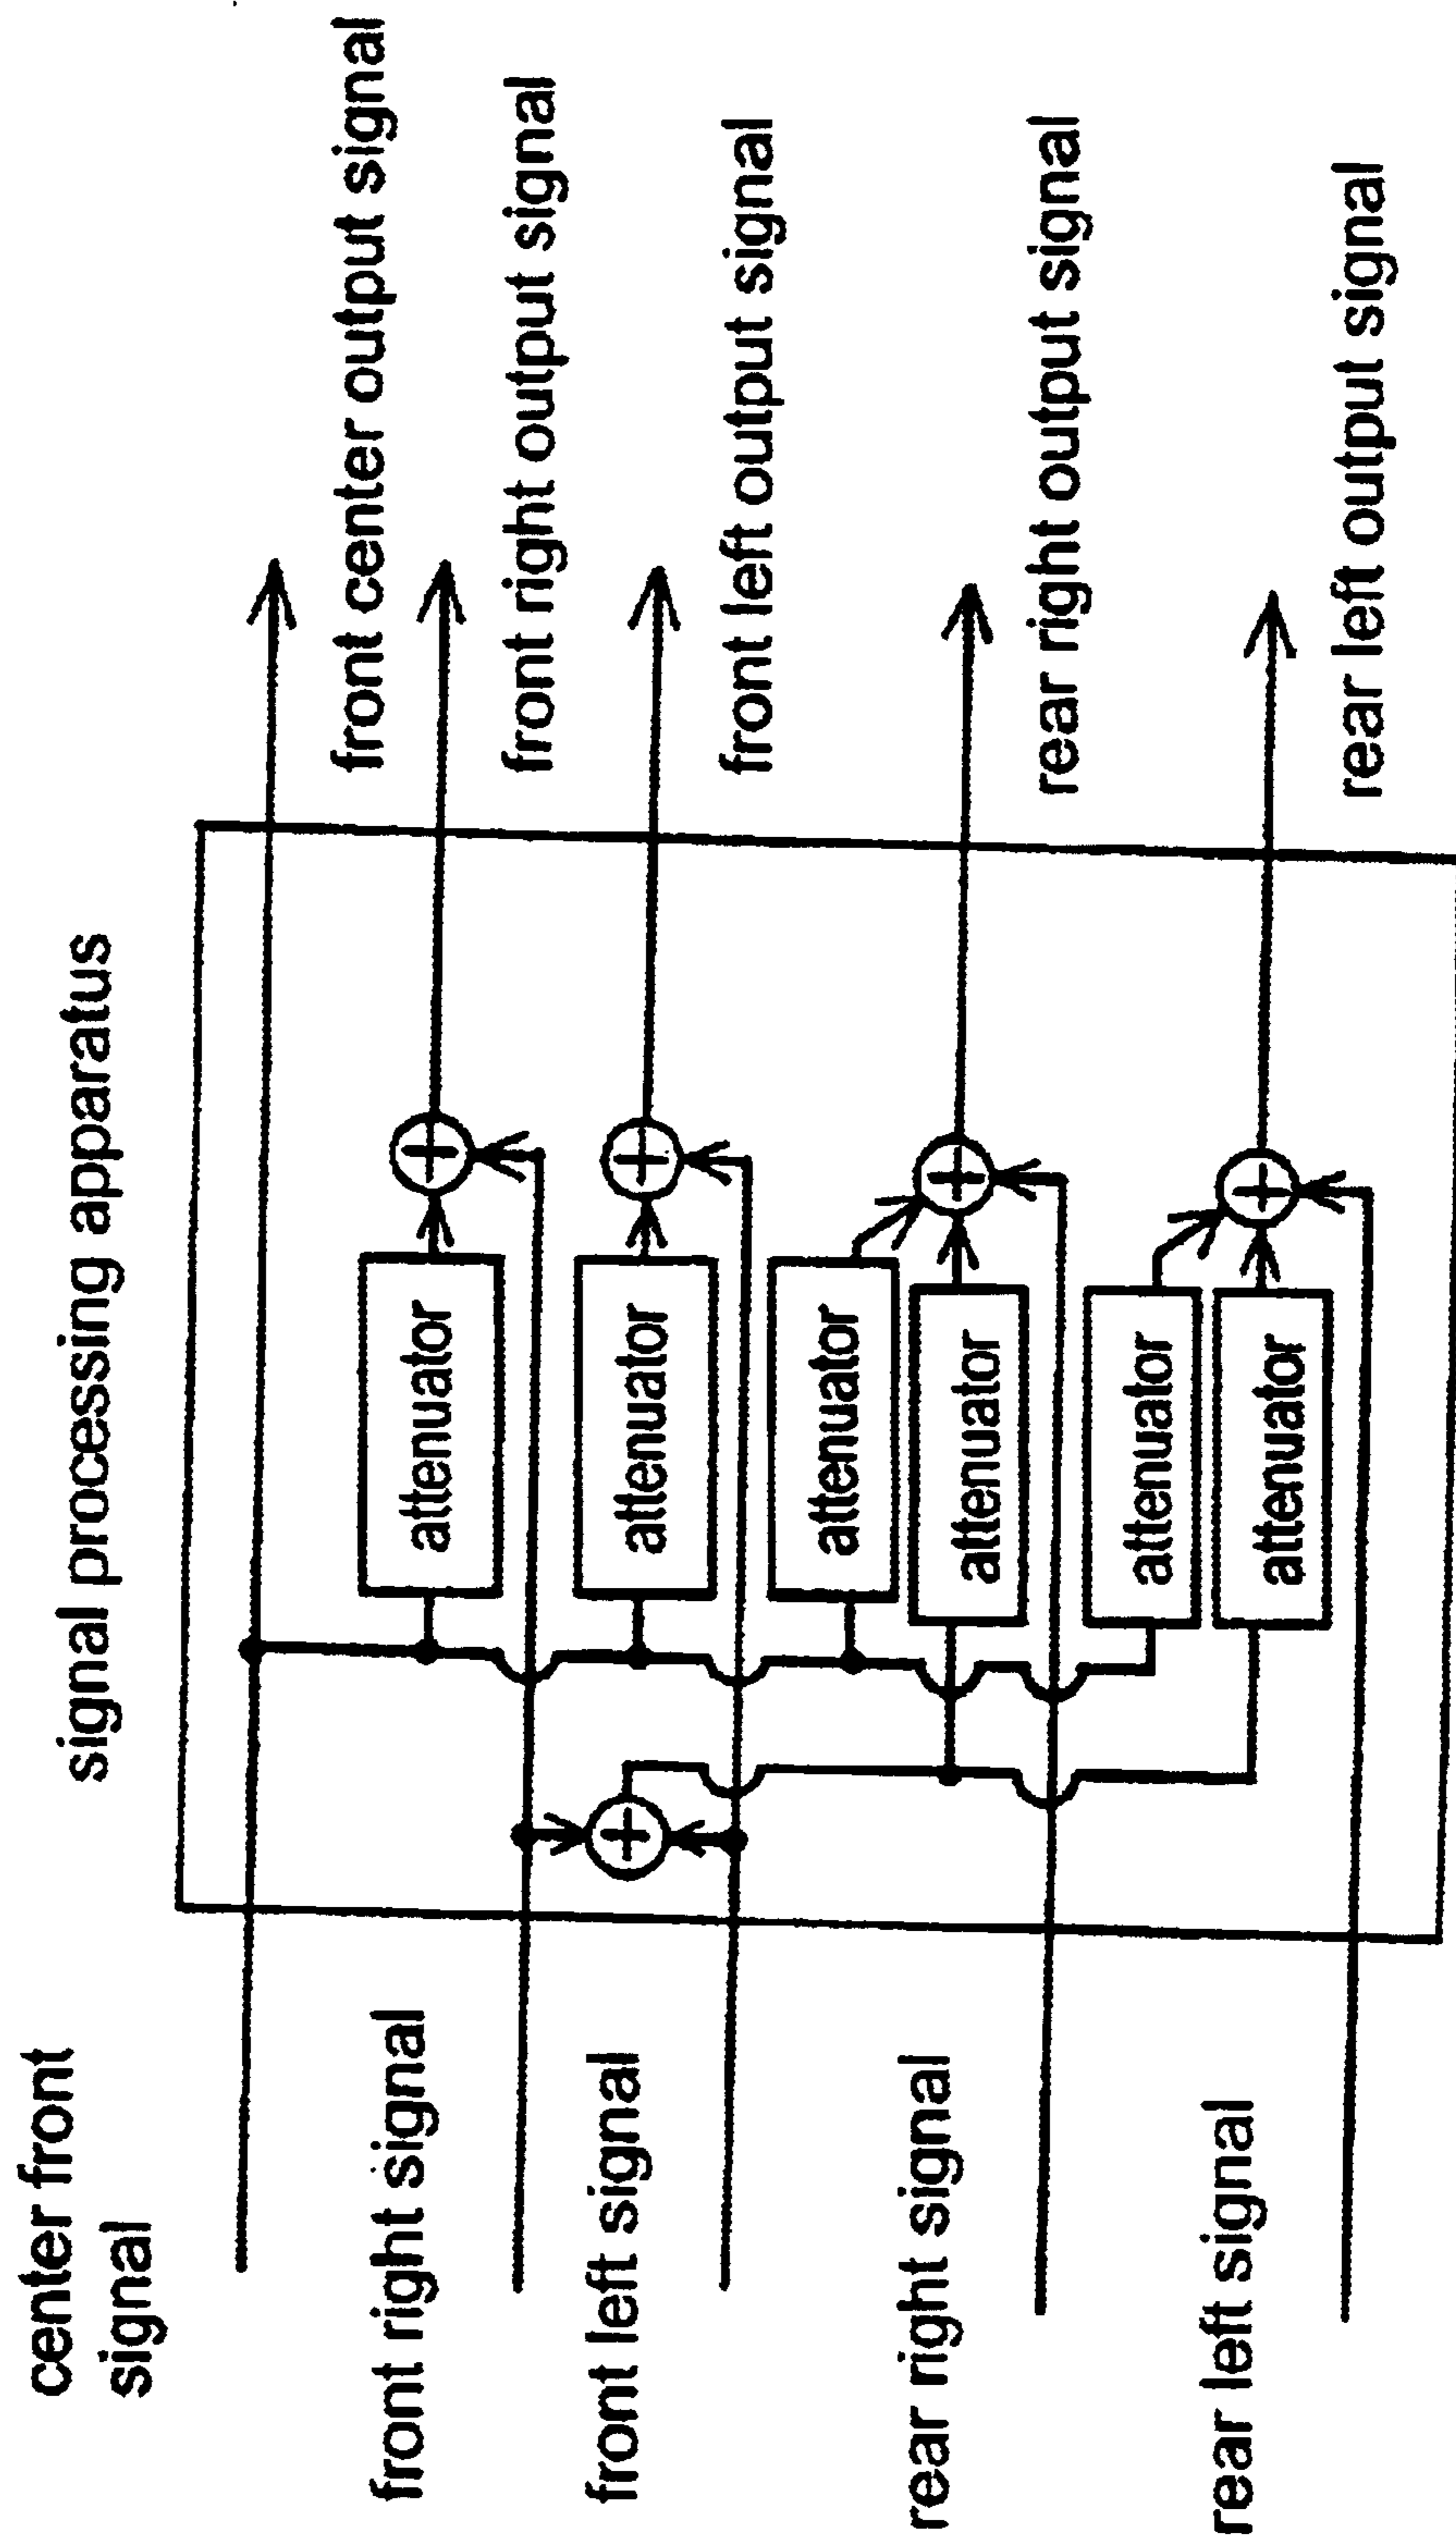 signal processing apparatus
center front
signal
front right signal
front left signal
rear right signal
rear left signal
attenuator
attenuator
attenuator
attenuator
attenuator
attenuator
front center output signal
front right output signal
front left output signal
rear right output signal
rear left output signal